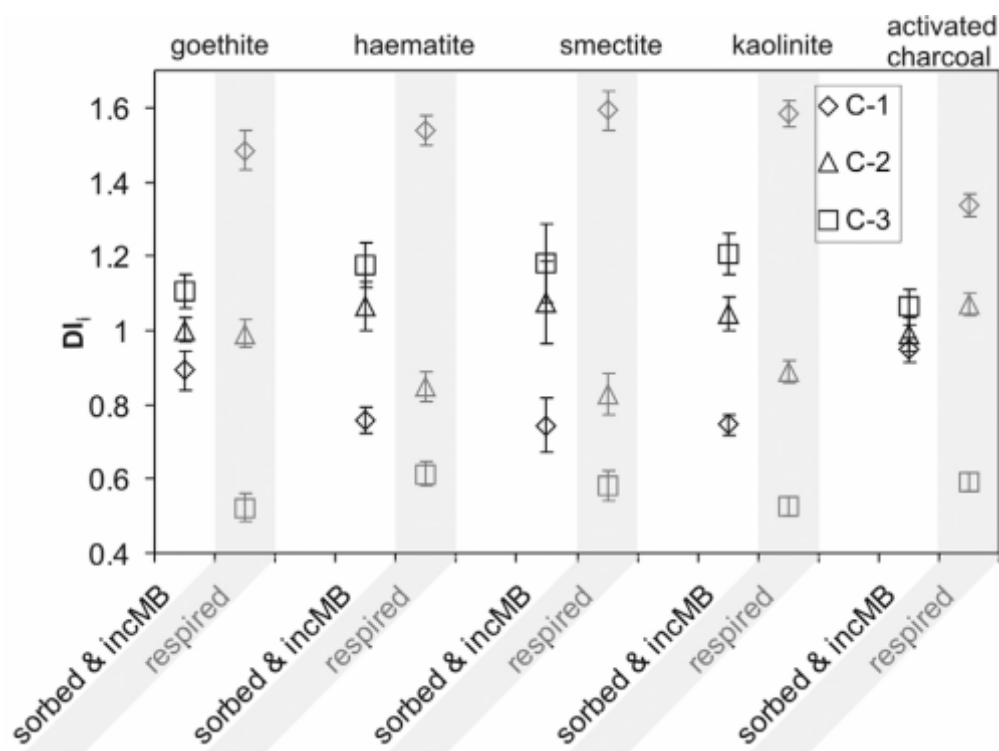 goethite haematite smectite kaolinite activated charcoal
1.6
1.4
1.2
1
0.8
0.6
0.4
DIᵢ
C-1
C-2
C-3
sorbed & incMB
respired
sorbed & incMB
respired
sorbed & incMB
respired
sorbed & incMB
respired
sorbed & incMB
respired